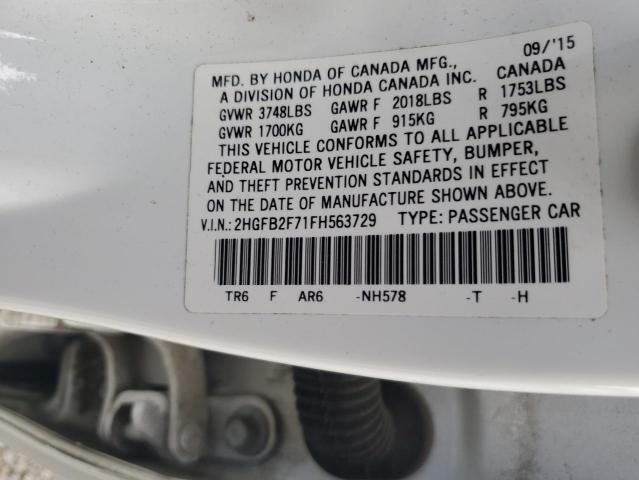 09/'15
MFD. BY HONDA OF CANADA MFG.,
A DIVISION OF HONDA CANADA INC. CANADA
GVWR 3748LBS GAWR F 2018LBS R 1753LBS
GVWR 1700KG GAWR F 915KG R 795KG
THIS VEHICLE CONFORMS TO ALL APPLICABLE
FEDERAL MOTOR VEHICLE SAFETY, BUMPER,
AND THEFT PREVENTION STANDARDS IN EFFECT
ON THE DATE OF MANUFACTURE SHOWN ABOVE.
V.I.N.:2HGFB2F71FH563729 TYPE: PASSENGER CAR
TR6 F AR6 -NH578 -T -H